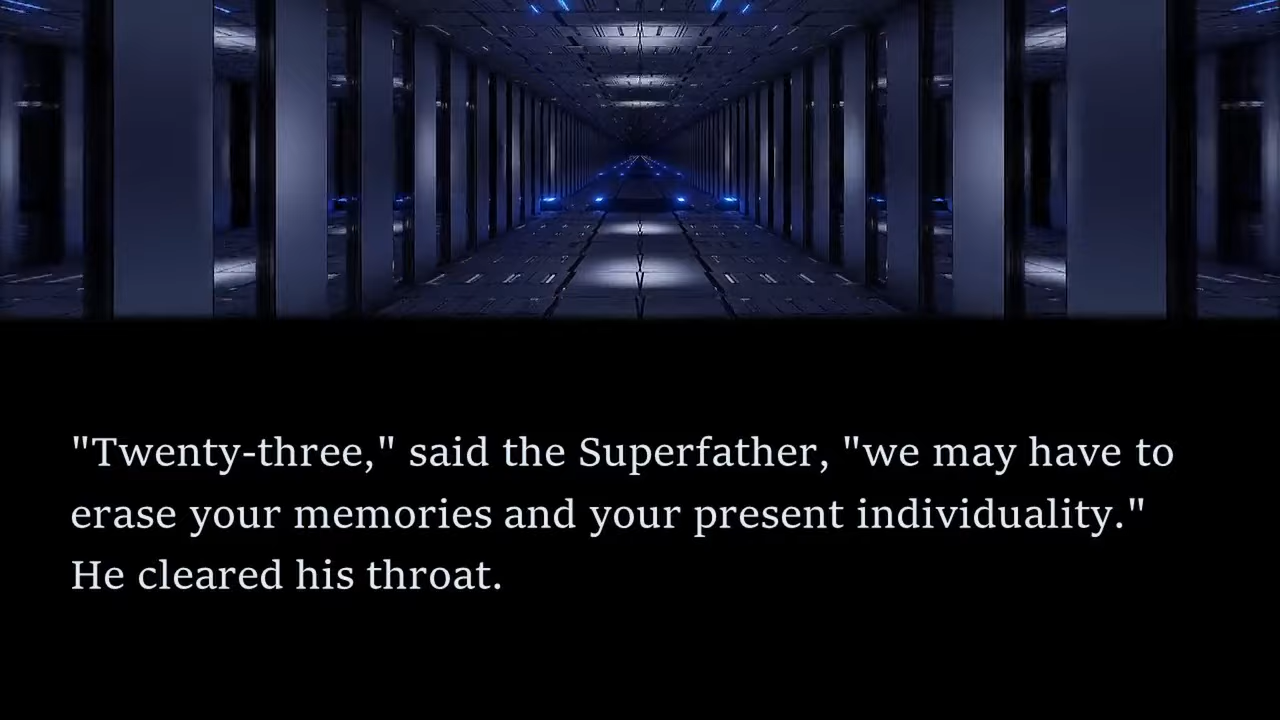 "Twenty-three," said the Superfather, "we may have to
erase your memories and your present individuality."
He cleared his throat.